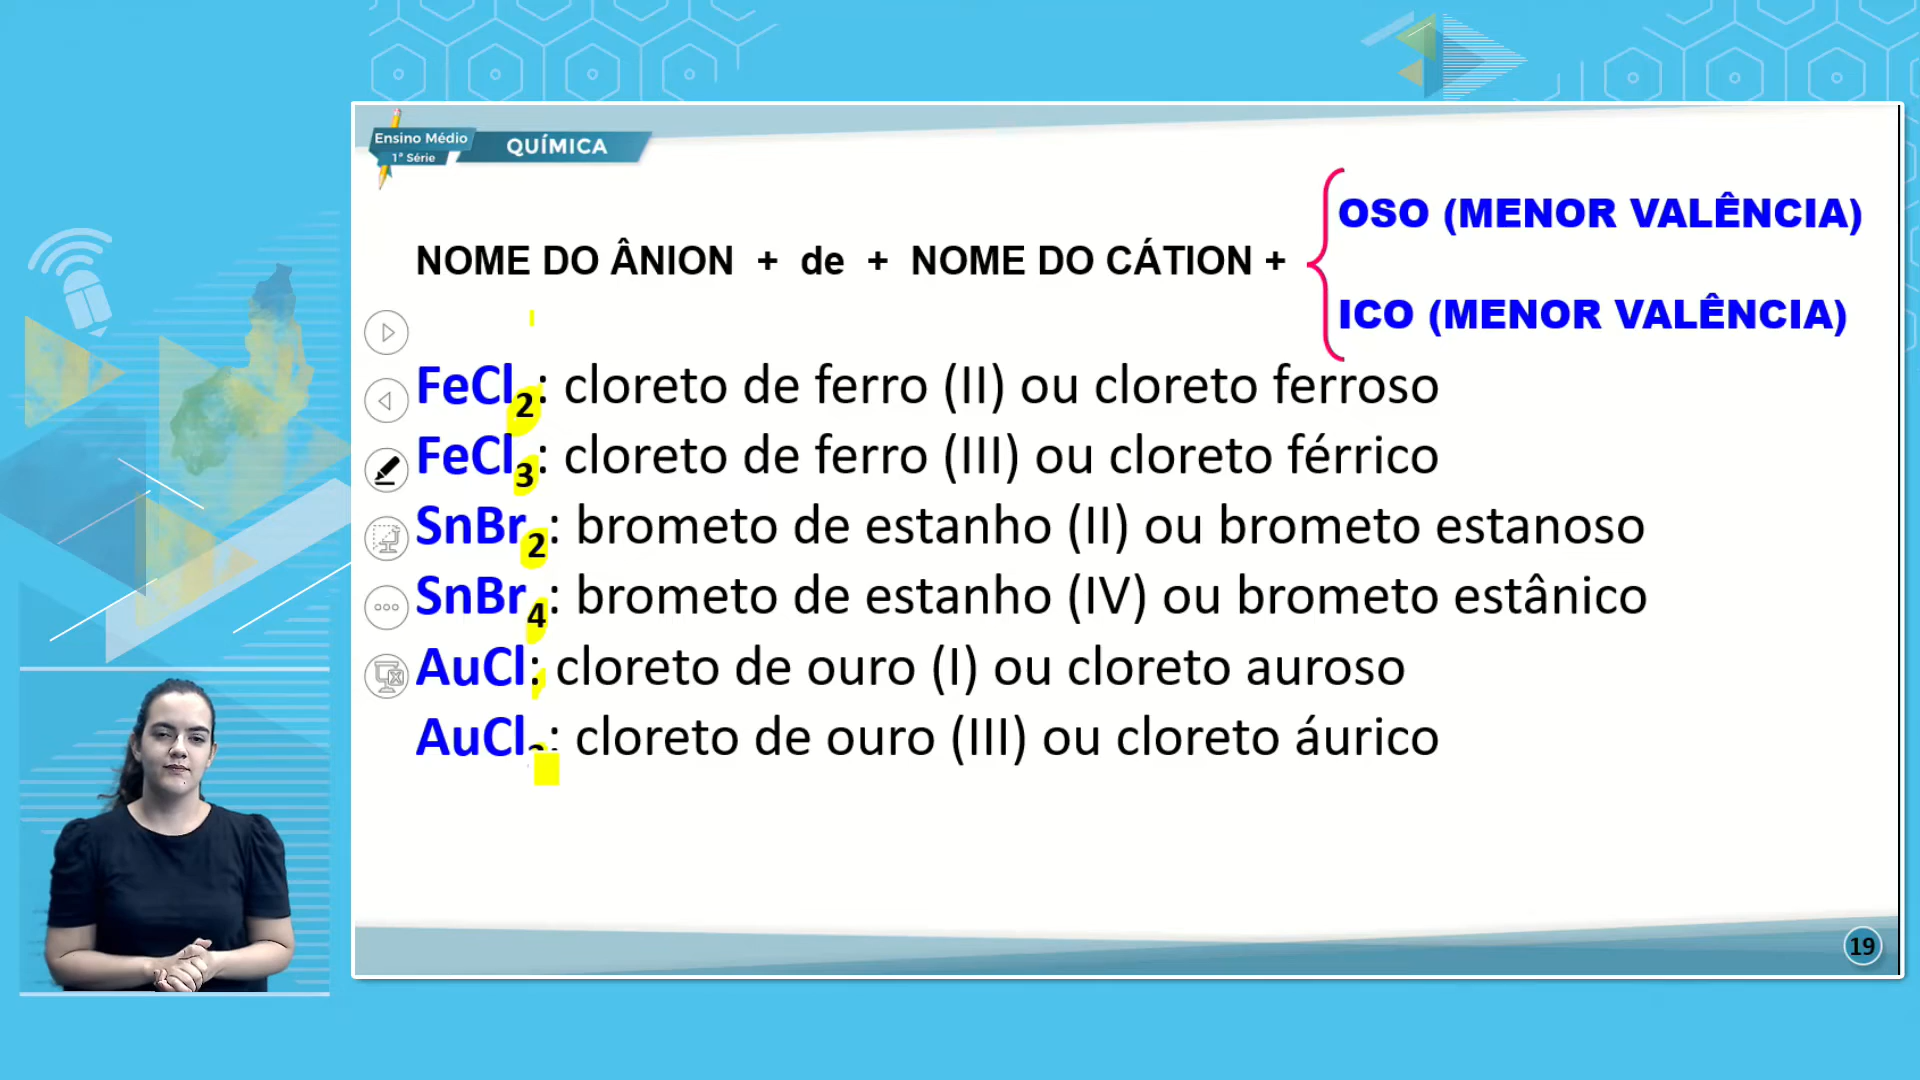 Ensino Médio
1ª Série
QUÍMICA
OSO (MENOR VALÊNCIA)
NOME DO ÂNION + de + NOME DO CÁTION +
ICO (MENOR VALÊNCIA)
FeCl₂: cloreto de ferro (II) ou cloreto ferroso
FeCl₃: cloreto de ferro (III) ou cloreto férrico
SnBr₂: brometo de estanho (II) ou brometo estanoso
SnBr₄: brometo de estanho (IV) ou brometo estânico
AuCl: cloreto de ouro (I) ou cloreto auroso
AuCl₃: cloreto de ouro (III) ou cloreto áurico
19